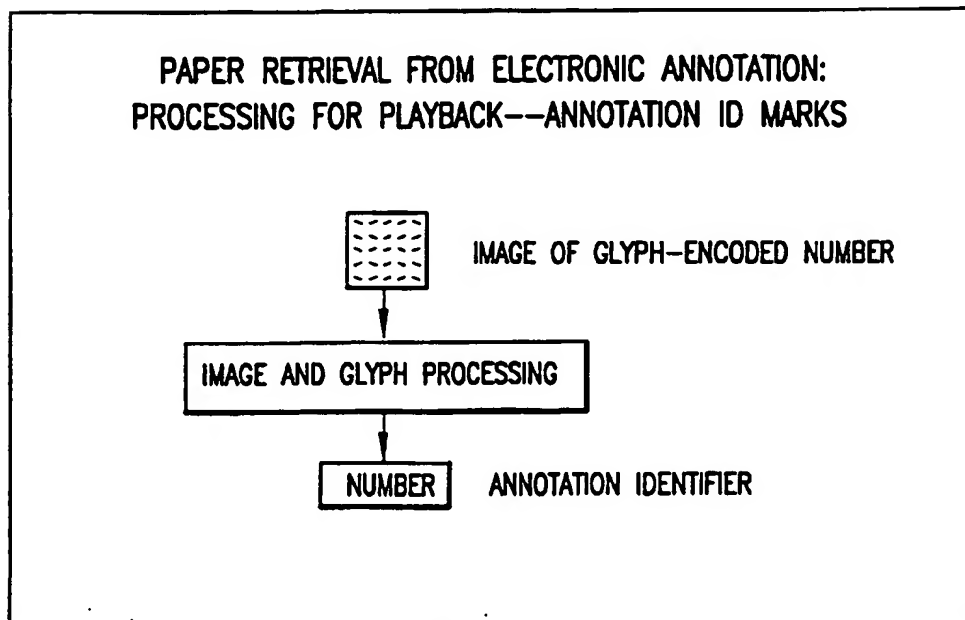 PAPER RETRIEVAL FROM ELECTRONIC ANNOTATION:
PROCESSING FOR PLAYBACK--ANNOTATION ID MARKS
IMAGE OF GLYPH-ENCODED NUMBER
IMAGE AND GLYPH PROCESSING
NUMBER ANNOTATION IDENTIFIER